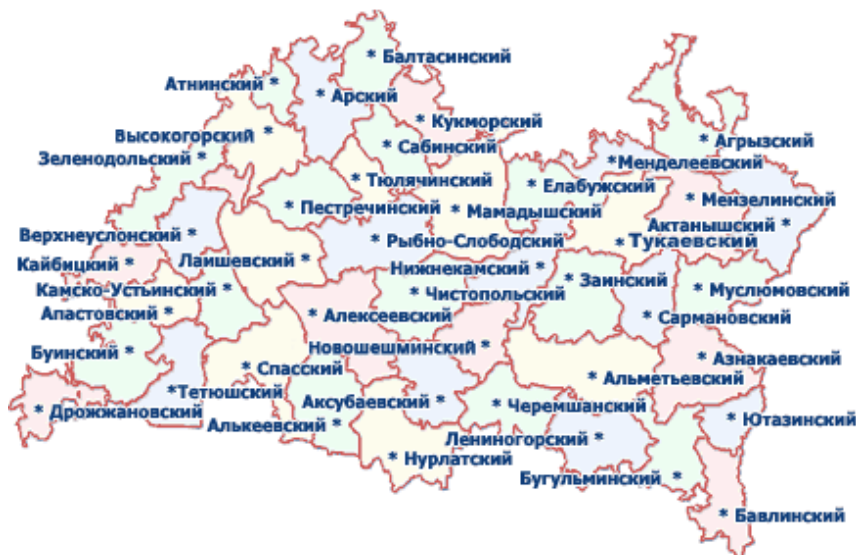 * Балтасинский
Атнинский *
* Арский
* Кукморский
Высокогорский *
* Агрызский
* Сабинский
Зеленодольский *
* Менделеевский
* Тюлячинский
* Елабужский
* Мензелинский
* Пестречинский
* Мамадышский
Актанышский *
Верхнеуслонский *
* Рыбно-Слободский
* Тукаевский
Кайбицкий *
Лаишевский *
Нижнекамский *
* Заинский
Камско-Устьинский *
* Чистопольский
* Муслюмовский
Апастовский *
* Алексеевский
* Сармановский
Буинский *
Новошешминский *
* Азнакаевский
* Спасский
* Альметьевский
*Тетюшский
Аксубаевский *
* Черемшанский
* Дрожжановский
* Ютазинский
Алькеевский *
Лениногорский *
* Нурлатский
Бугульминский *
* Бавлинский